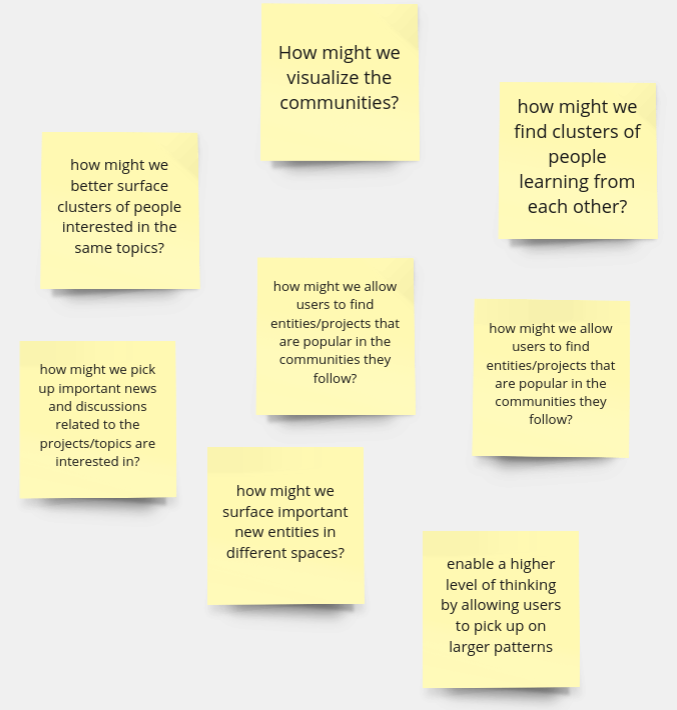 How might we
visualize the
communities?
how might we
find clusters of
people
learning from
each other?
how might we
better surface
clusters of people
interested in the
same topics?
how might we allow
users to find
entities/projects that
are popular in the
communities they
follow?
how might we allow
users to find
entities/projects that
are popular in the
communities they
follow?
how might we pick
up important news
and discussions
related to the
projects/topics are
interested in?
how might we
surface important
new entities in
different spaces?
enable a higher
level of thinking
by allowing users
to pick up on
larger patterns